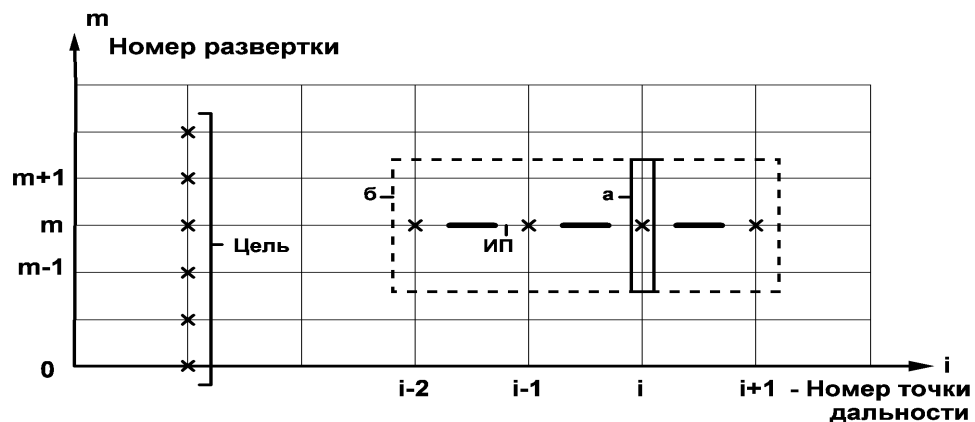 m
Номер развертки
m+1
б
а
m
ИП
Цель
m-1
0
i
i-2
i-1
i
i+1
- Номер точки
дальности